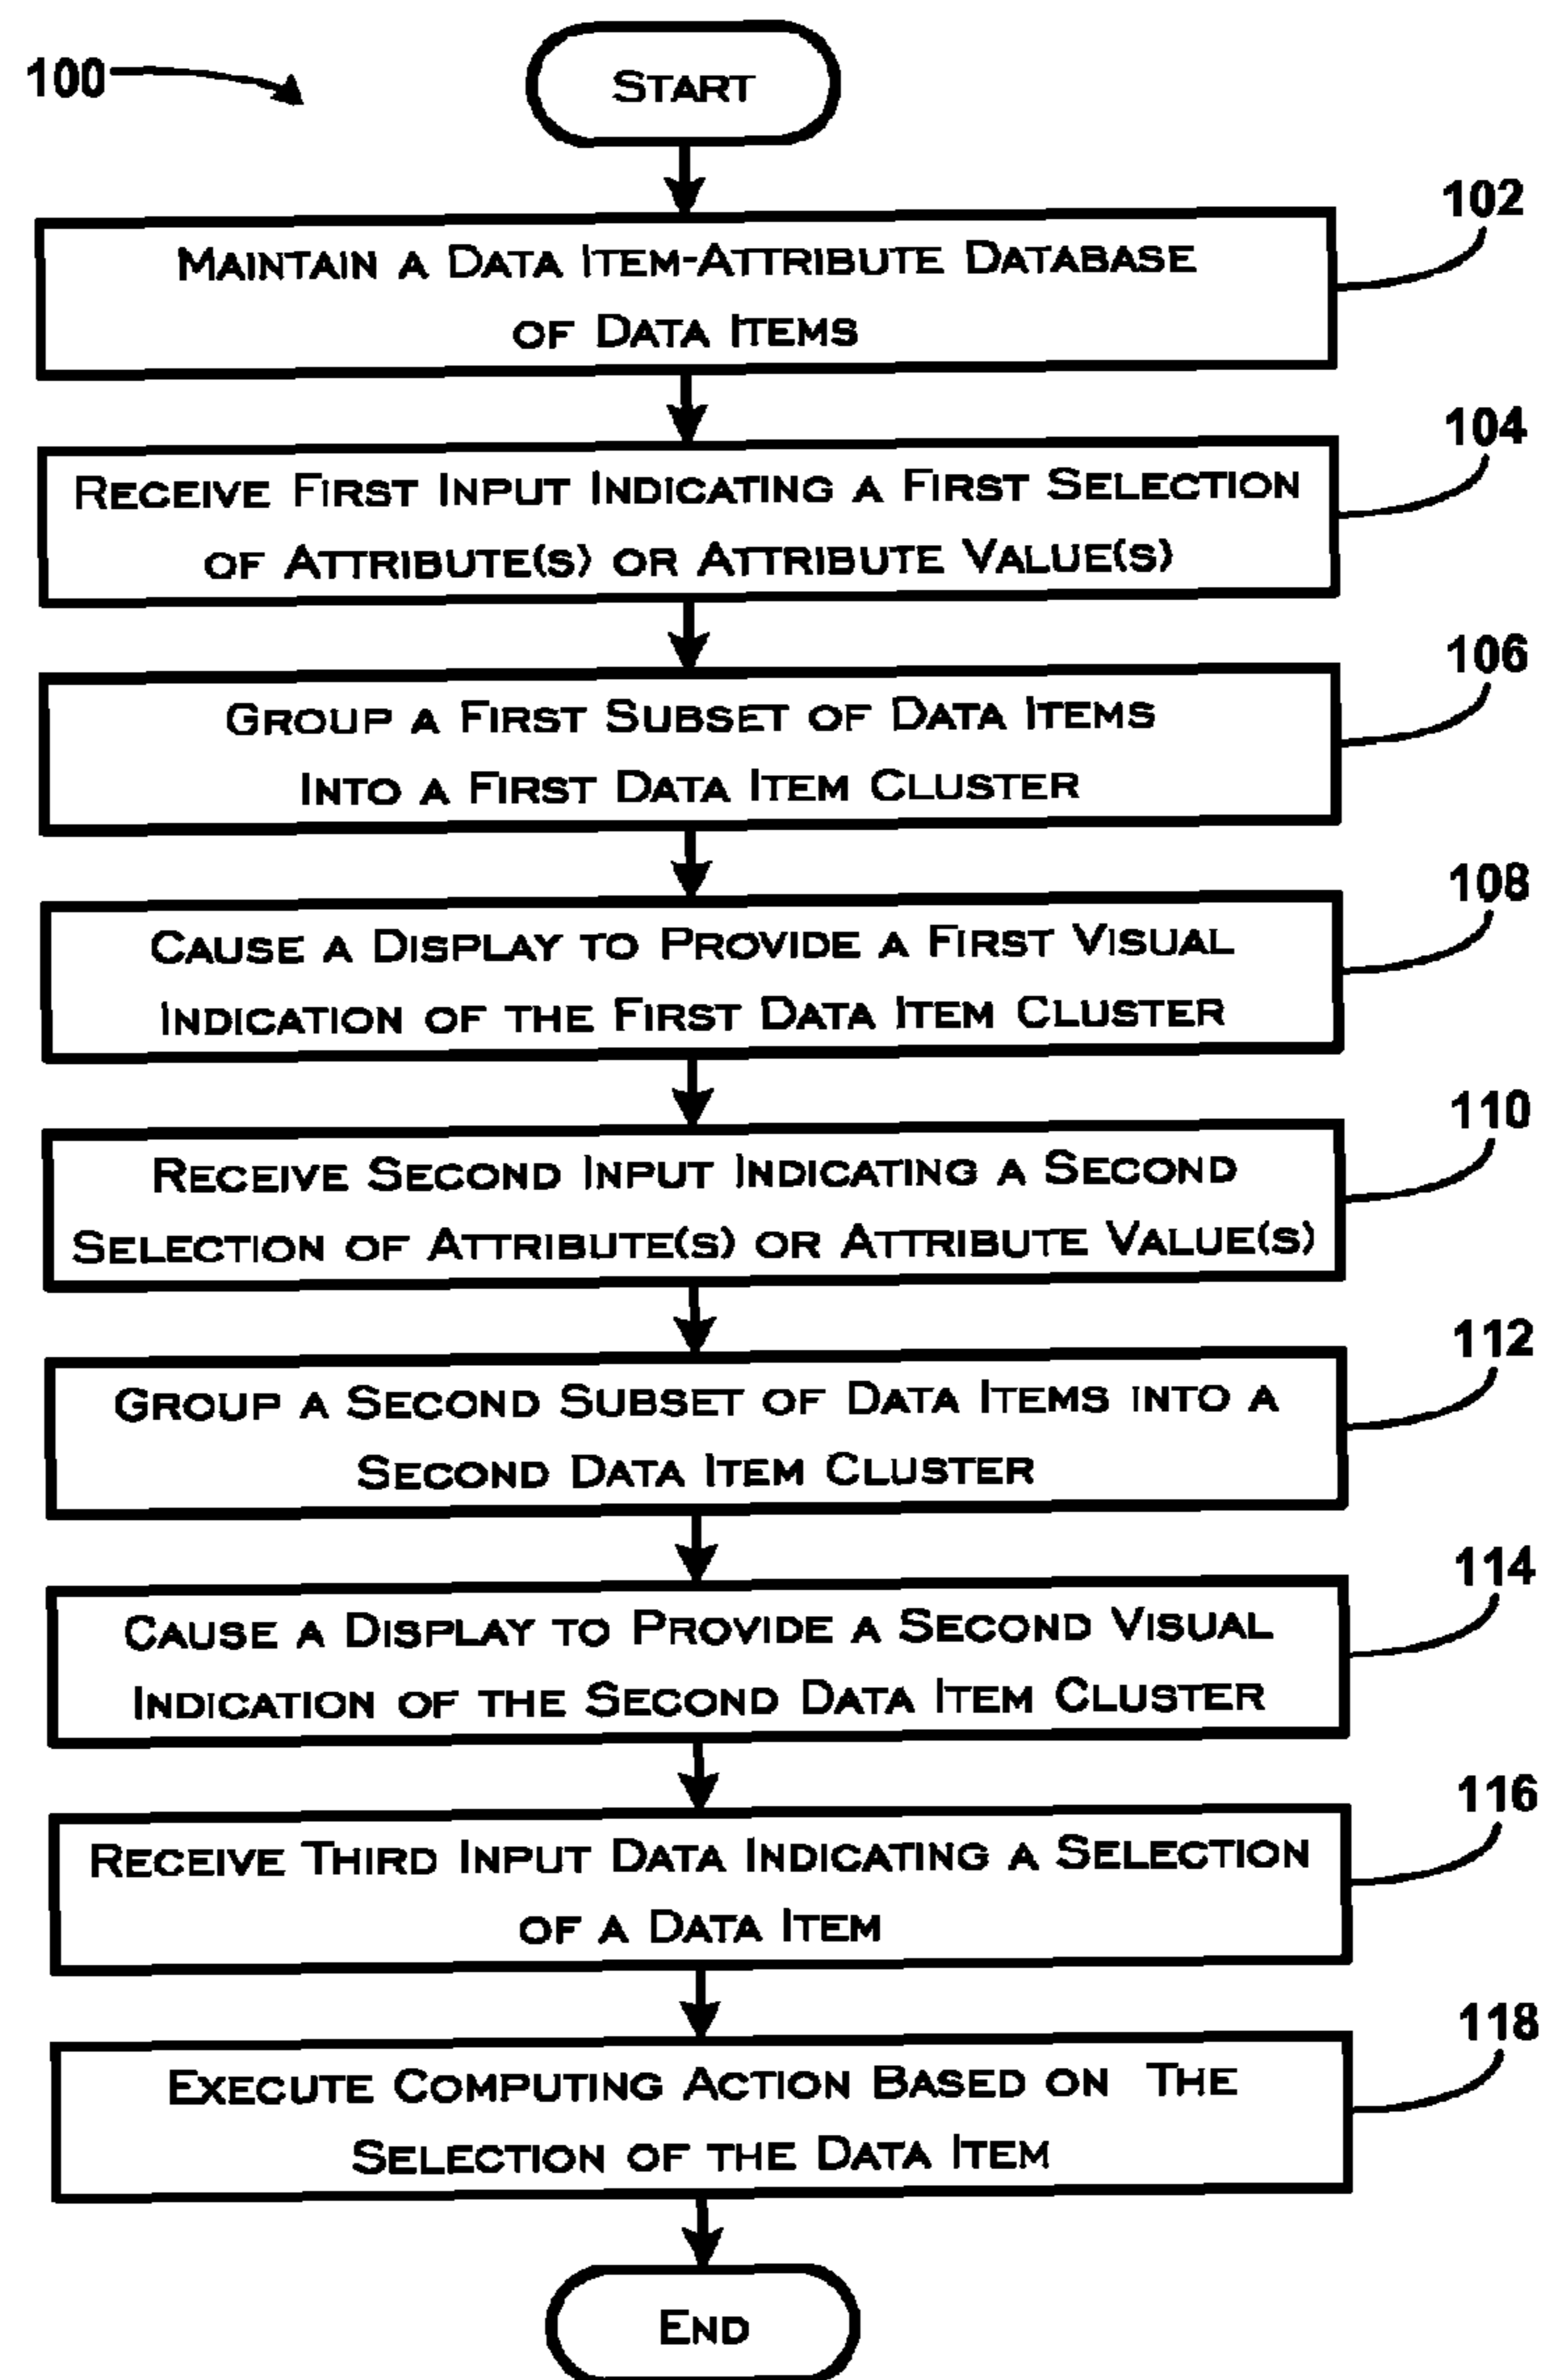 100
START
102
MAINTAIN A DATA ITEM-ATTRIBUTE DATABASE
OF DATA ITEMS
104
RECEIVE FIRST INPUT INDICATING A FIRST SELECTION
OF ATTRIBUTE(S) OR ATTRIBUTE VALUE(S)
106
GROUP A FIRST SUBSET OF DATA ITEMS
INTO A FIRST DATA ITEM CLUSTER
108
CAUSE A DISPLAY TO PROVIDE A FIRST VISUAL
INDICATION OF THE FIRST DATA ITEM CLUSTER
110
RECEIVE SECOND INPUT INDICATING A SECOND
SELECTION OF ATTRIBUTE(S) OR ATTRIBUTE VALUE(S)
112
GROUP A SECOND SUBSET OF DATA ITEMS INTO A
SECOND DATA ITEM CLUSTER
114
CAUSE A DISPLAY TO PROVIDE A SECOND VISUAL
INDICATION OF THE SECOND DATA ITEM CLUSTER
116
RECEIVE THIRD INPUT DATA INDICATING A SELECTION
OF A DATA ITEM
118
EXECUTE COMPUTING ACTION BASED ON THE
SELECTION OF THE DATA ITEM
END